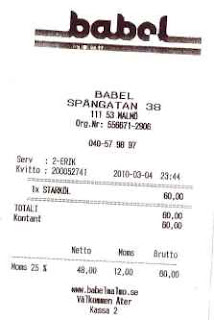 babel
BABEL
SPÅNGATAN 38
111 53 MALMÖ
Org.Nr: 556671-2906
040-57 98 97
Serv : 2-ERIK
Kvitto : 200052741 2010-03-04 23:44
1x STARKÖL 60,00
TOTALT 60,00
Kontant 60,00
Netto Moms Brutto
Moms 25 % 48,00 12,00 60,00
www.babelmalmo.se
Välkommen Åter
Kassa 2